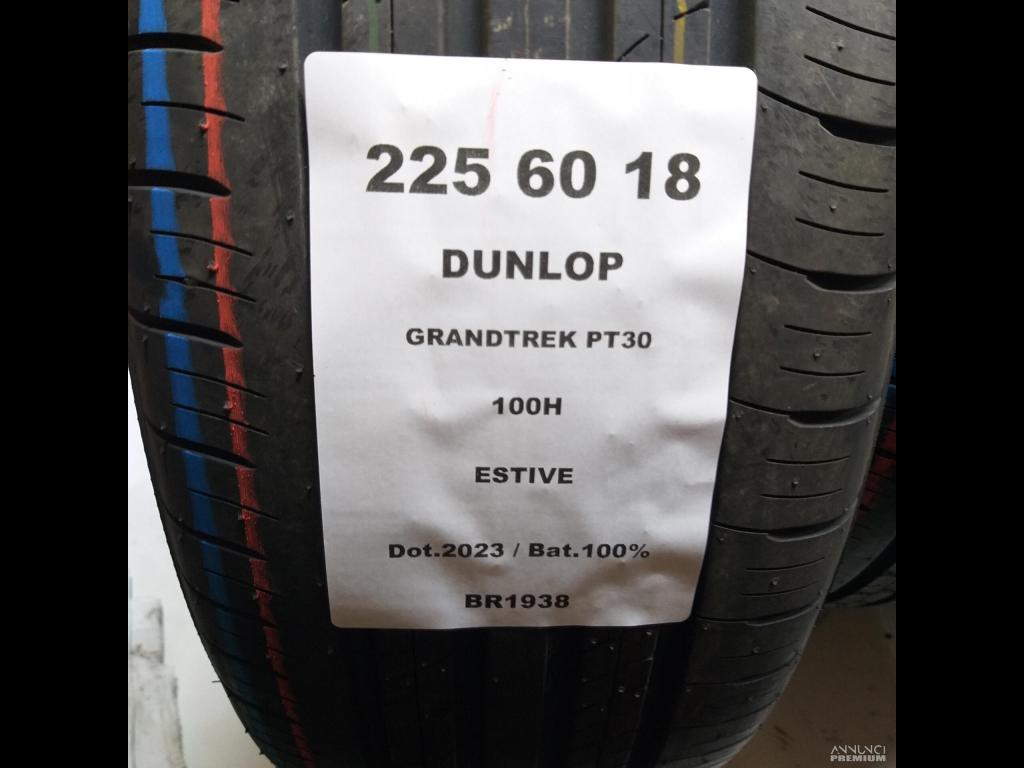 225 60 18
DUNLOP
GRANDTREK PT30
100H
ESTIVE
Dot.2023 / Bat.100%
BR1938
ANNUNCI
PREMIUM